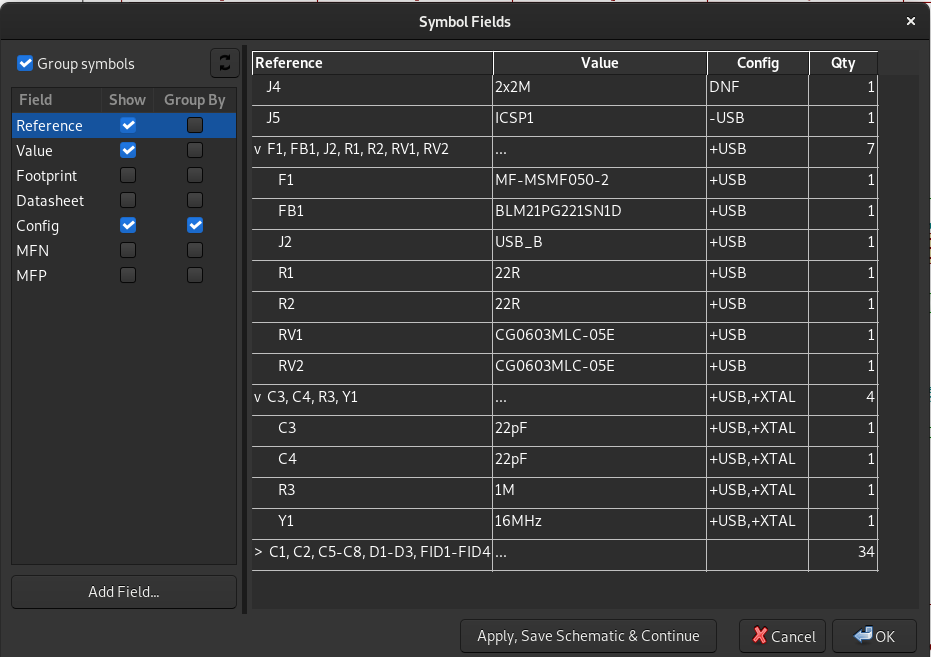 Symbol Fields
Group symbols
Field Show Group By
Reference
Value
Footprint
Datasheet
Config
MFN
MFP
Add Field...
Reference Value Config Qty
J4 2x2M DNF 1
J5 ICSP1 -USB 1
v F1, FB1, J2, R1, R2, RV1, RV2 ... +USB 7
F1 MF-MSMF050-2 +USB 1
FB1 BLM21PG221SN1D +USB 1
J2 USB_B +USB 1
R1 22R +USB 1
R2 22R +USB 1
RV1 CG0603MLC-05E +USB 1
RV2 CG0603MLC-05E +USB 1
v C3, C4, R3, Y1 ... +USB,+XTAL 4
C3 22pF +USB,+XTAL 1
C4 22pF +USB,+XTAL 1
R3 1M +USB,+XTAL 1
Y1 16MHz +USB,+XTAL 1
> C1, C2, C5-C8, D1-D3, FID1-FID4 ... 34
Apply, Save Schematic & Continue Cancel OK